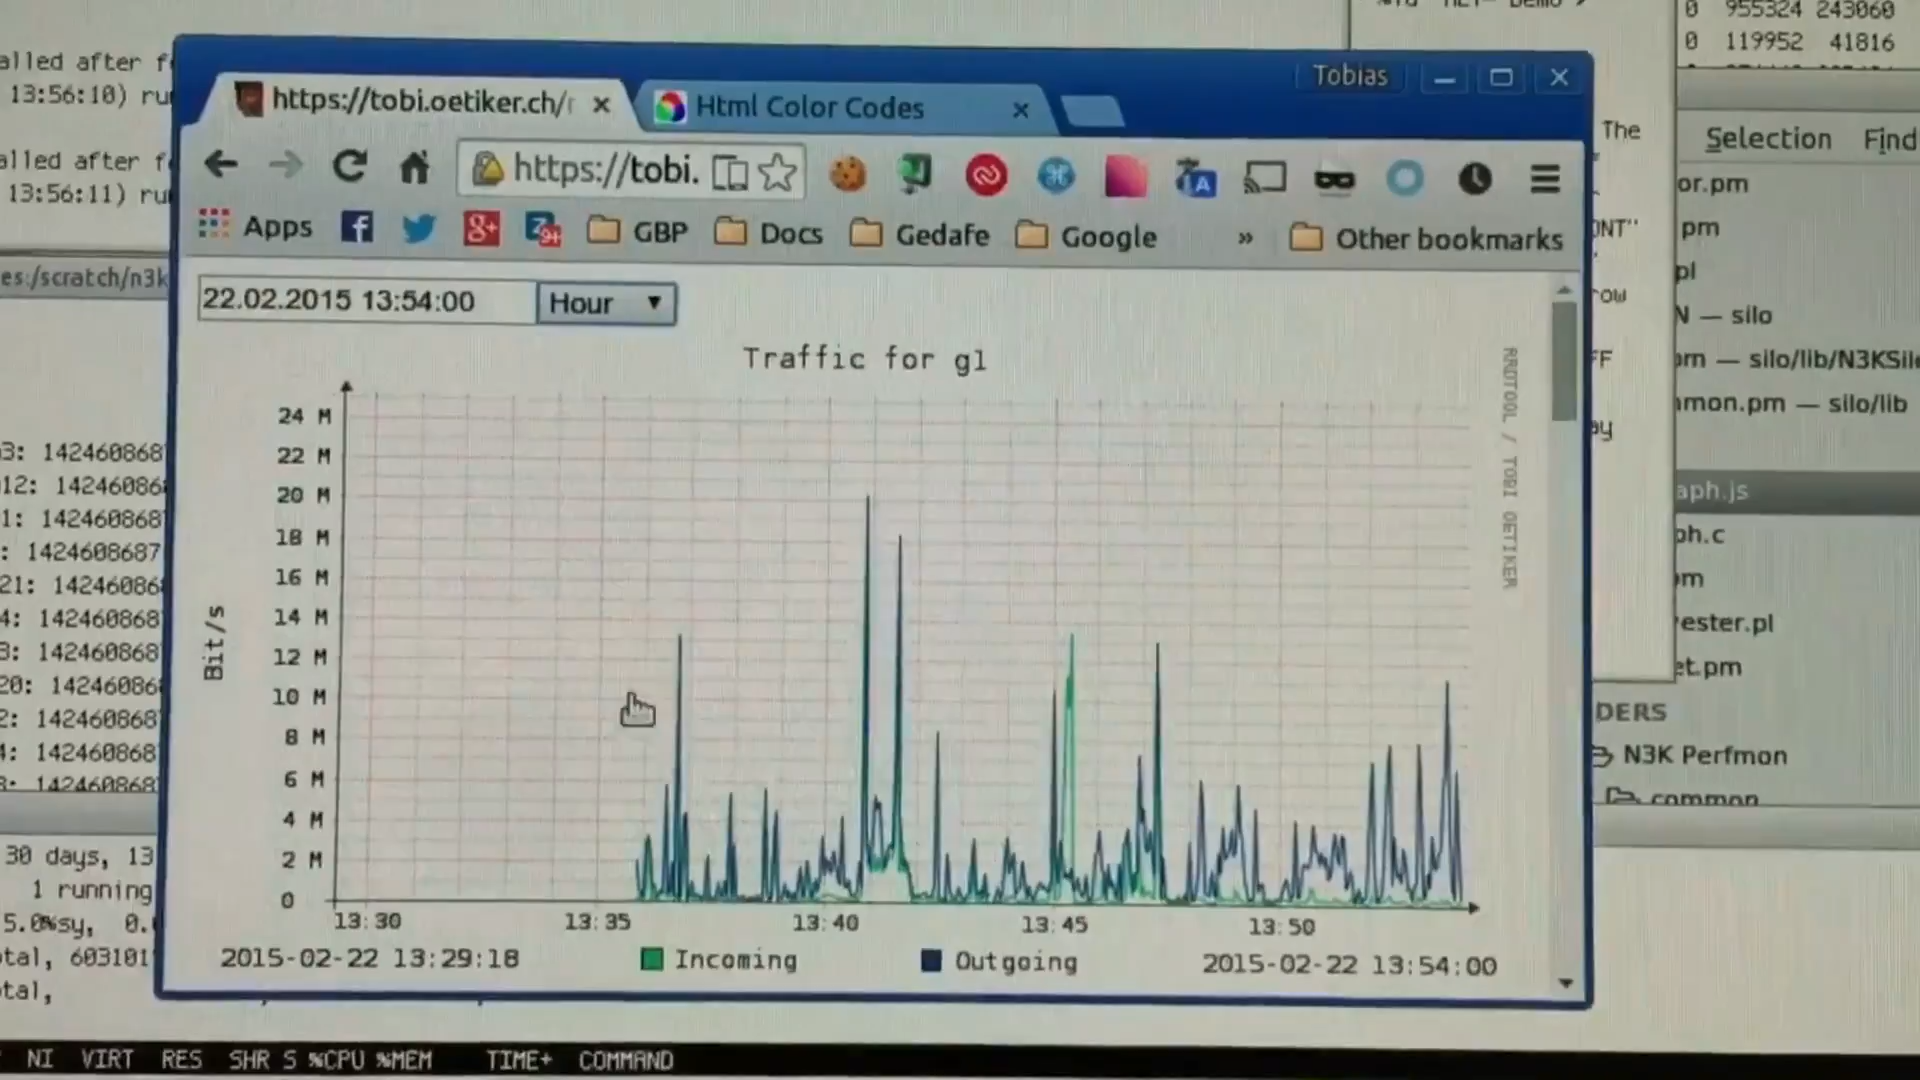 alled after f
13:56:10) ru
alled after f
13:56:11) ru
es:/scratch/n3k
3: 142460868
12: 14246086
1: 142460868
: 1424608687
21: 14246086
4: 142460868
3: 142460868
20: 14246086
2: 142460868
4: 142460868
30 days, 13
1 running
5.0%sy, 0.
tal, 603101
tal,
Tobias
https://tobi.oetiker.ch/
Html Color Codes
https://tobi.
Apps
GBP
Docs
Gedafe
Google
»
Other bookmarks
22.02.2015 13:54:00
Hour
Traffic for gl
RRDTOOL / TOBI OETIKER
Bit/s
24 M
22 M
20 M
18 M
16 M
14 M
12 M
10 M
8 M
6 M
4 M
2 M
0
13:30 13:35 13:40 13:45 13:50
2015-02-22 13:29:18
Incoming
Outgoing
2015-02-22 13:54:00
0 955324 243060
0 119952 41816
The
ONT"
row
FF
ay
Selection Find
or.pm
pm
pl
N — silo
om — silo/lib/N3KSil
mmon.pm — silo/lib
aph.js
ph.c
om
ester.pl
et.pm
DERS
N3K Perfmon
common
NI VIRT RES SHR S %CPU %MEM TIME+ COMMAND